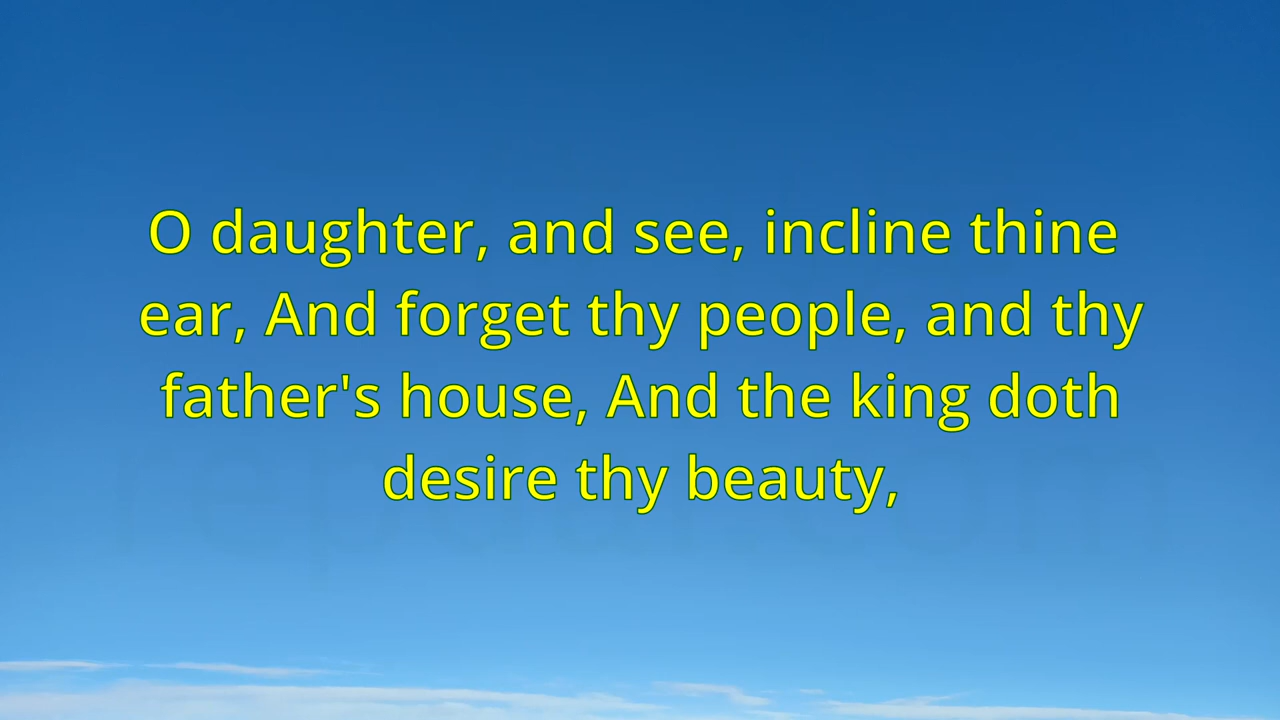 O daughter, and see, incline thine
ear, And forget thy people, and thy
father's house, And the king doth
desire thy beauty,